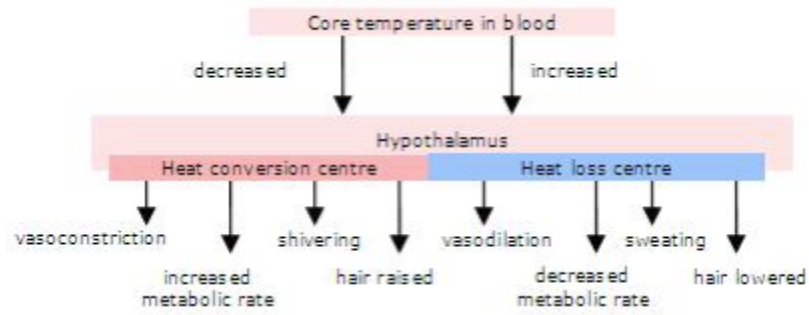 Core temperature in blood
decreased
increased
Hypothalamus
Heat conversion centre
Heat loss centre
vasoconstriction
shivering
vasodilation
sweating
increased
metabolic rate
hair raised
decreased
metabolic rate
hair lowered